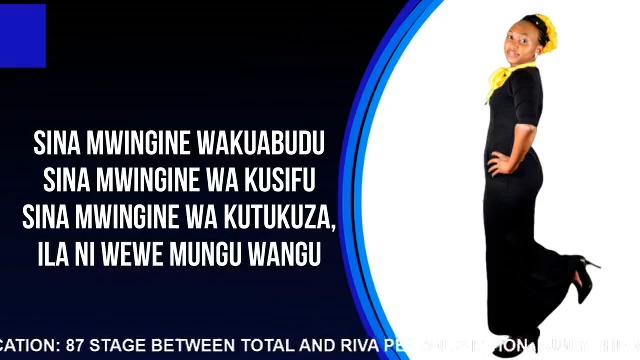 SINA MWINGINE WAKUABUDU
SINA MWINGINE WA KUSIFU
SINA MWINGINE WA KUTUKUZA,
ILA NI WEWE MUNGU WANGU
CATION: 87 STAGE BETWEEN TOTAL AND RIVA